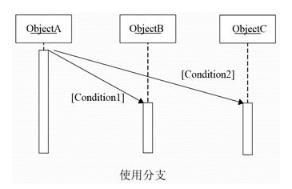 ObjectA
ObjectB
ObjectC
[Condition2]
[Condition1]
使用分支